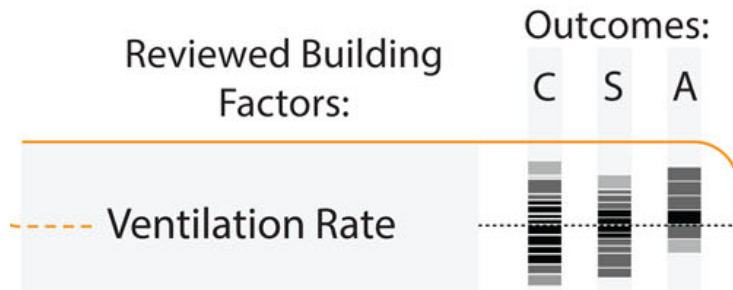 Reviewed Building
Factors:
Outcomes:
C S A
Ventilation Rate